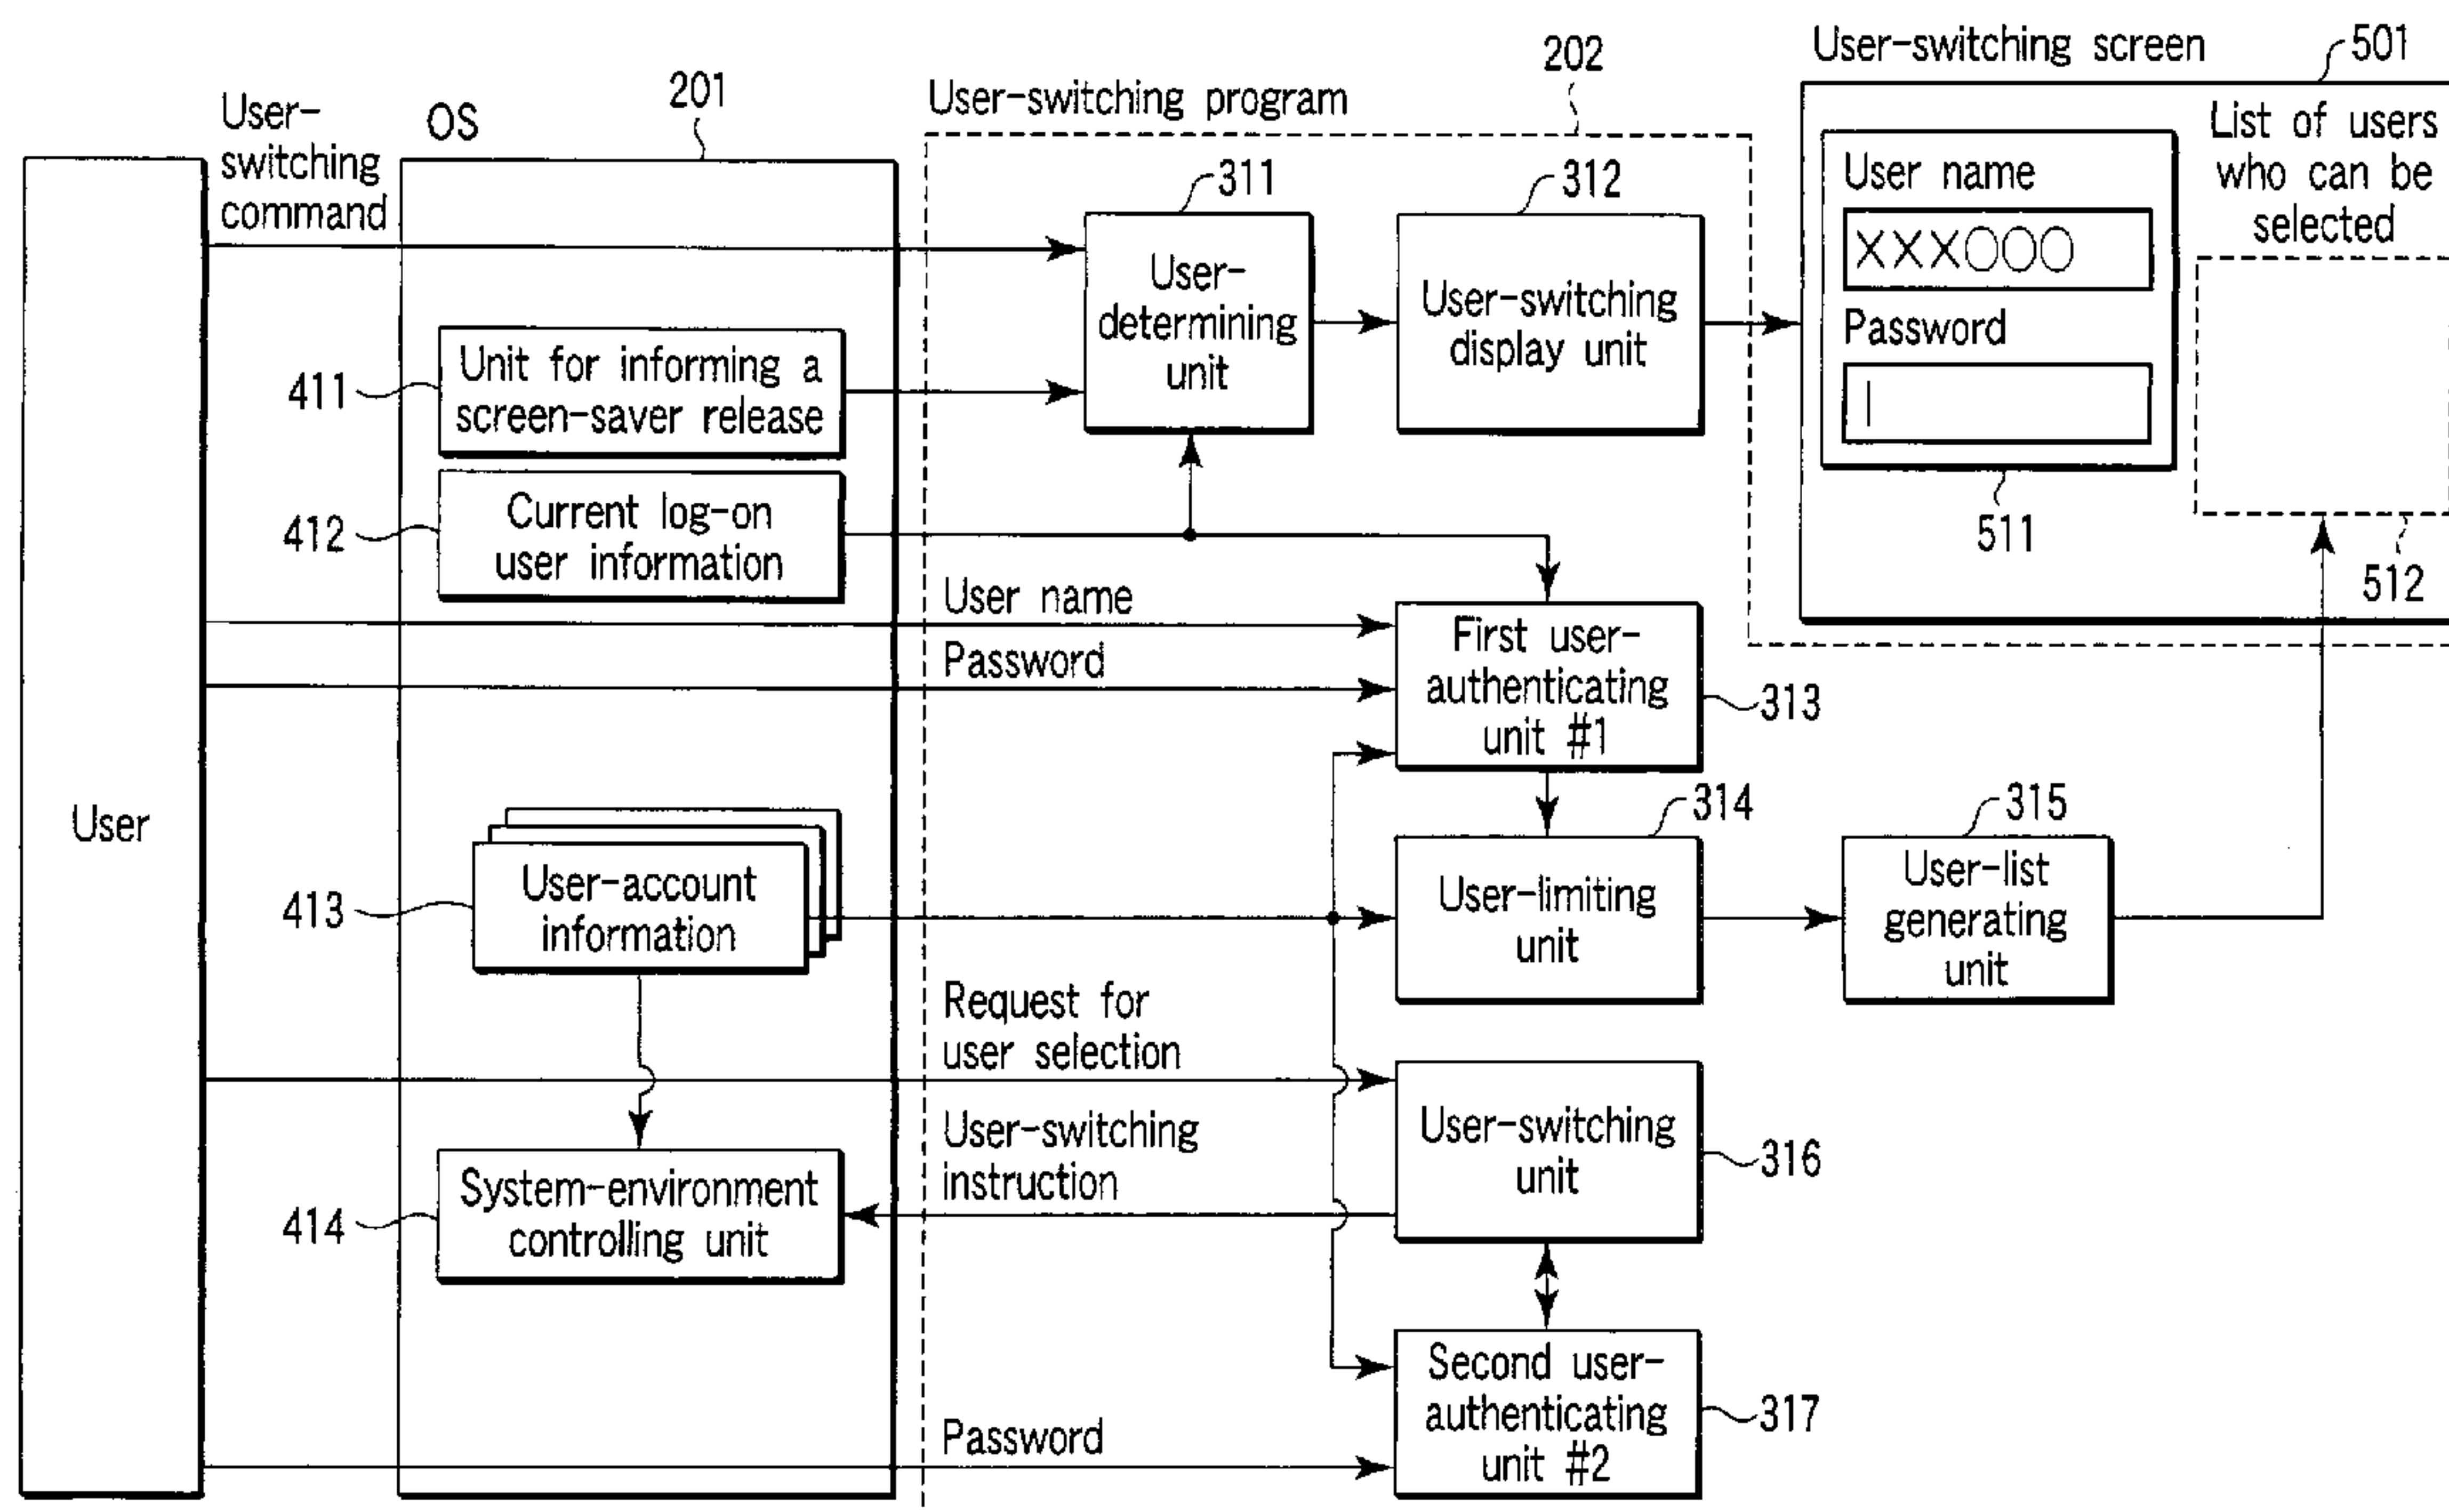 User-
switching
command
OS
201
User-switching program
202
User-switching screen
501
User name
XXX○○○
Password
|
511
List of users
who can be
selected
512
311
User-
determining
unit
312
User-switching
display unit
411
Unit for informing a
screen-saver release
412
Current log-on
user information
User name
Password
First user-
authenticating
unit #1
313
User
413
User-account
information
314
User-limiting
unit
315
User-list
generating
unit
Request for
user selection
User-switching
instruction
User-switching
unit
316
414
System-environment
controlling unit
Password
Second user-
authenticating
unit #2
317